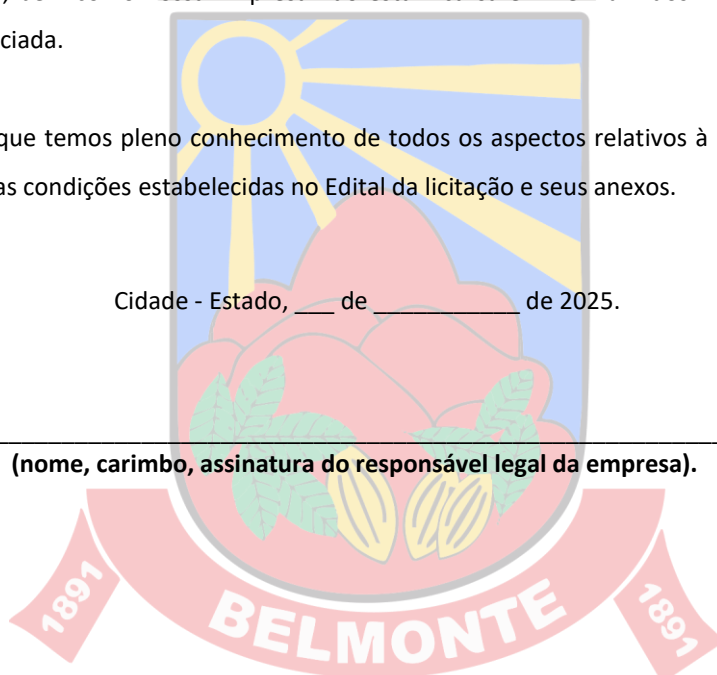 ciada.
que temos pleno conhecimento de todos os aspectos relativos à
as condições estabelecidas no Edital da licitação e seus anexos.
Cidade - Estado, ___ de ___________ de 2025.
(nome, carimbo, assinatura do responsável legal da empresa).
1891
BELMONTE
1891